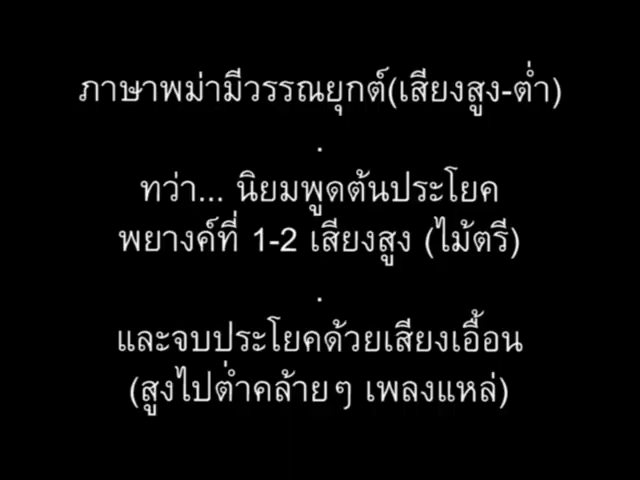 ภาษาพม่ามีวรรณยุกต์(เสียงสูง-ต่ำ)
.
ทว่า... นิยมพูดต้นประโยค
พยางค์ที่ 1-2 เสียงสูง (ไม้ตรี)
.
และจบประโยคด้วยเสียงเอื้อน
(สูงไปต่ำคล้ายๆ เพลงแหล่)